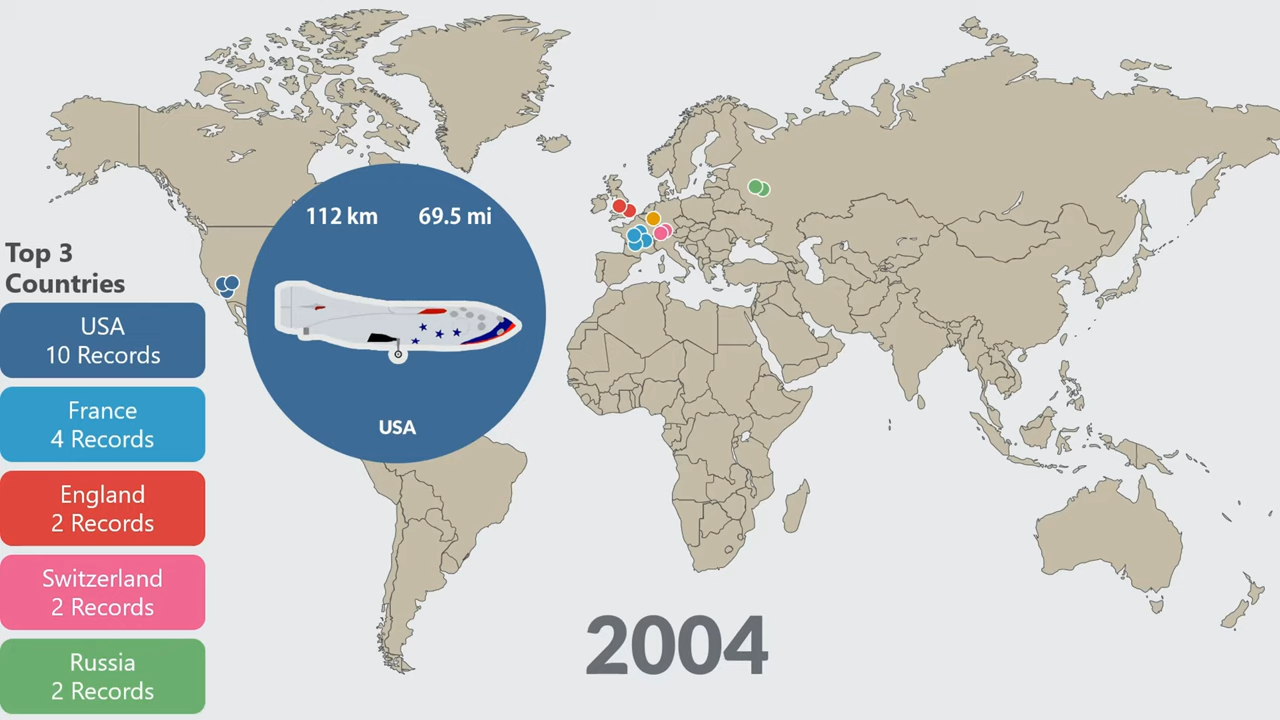 112 km 69.5 mi
USA
Top 3
Countries
USA
10 Records
France
4 Records
England
2 Records
Switzerland
2 Records
Russia
2 Records
2004